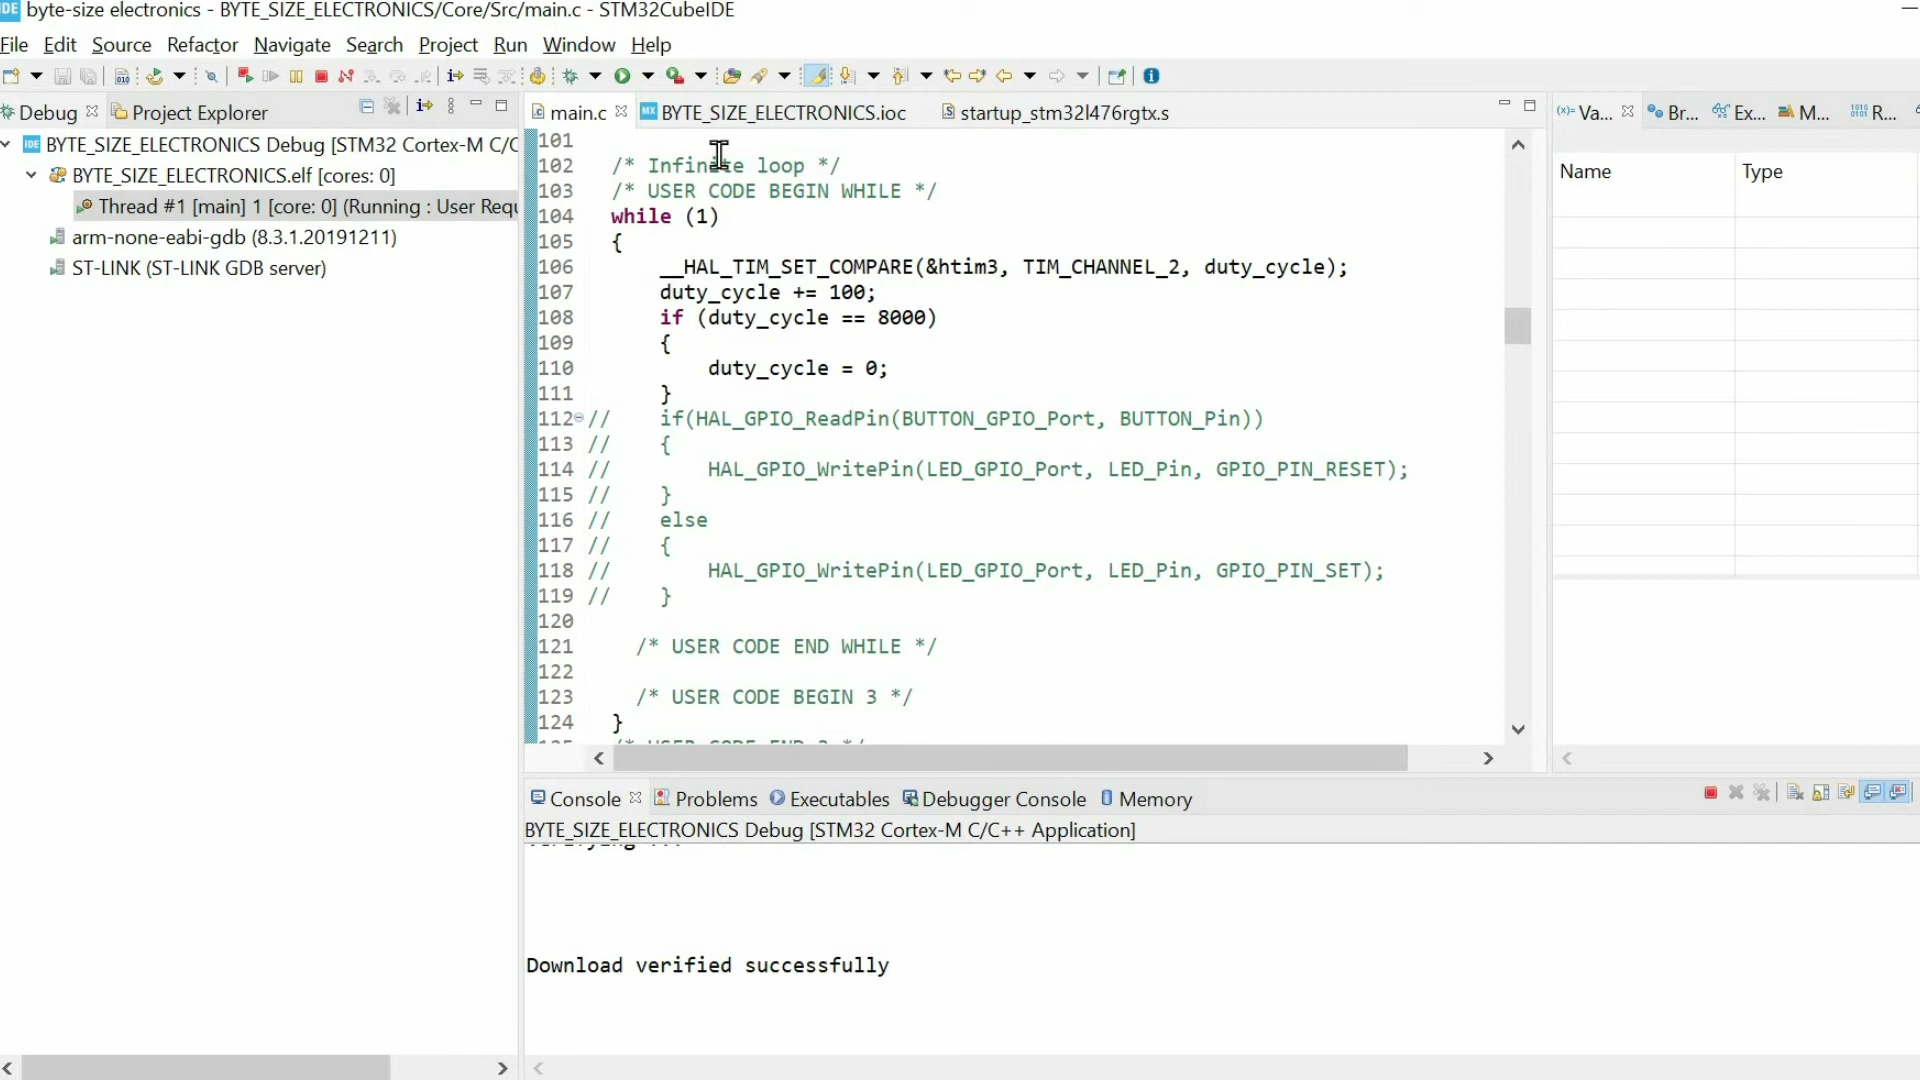 byte-size electronics - BYTE_SIZE_ELECTRONICS/Core/Src/main.c - STM32CubeIDE
File Edit Source Refactor Navigate Search Project Run Window Help
Debug Project Explorer
main.c BYTE_SIZE_ELECTRONICS.ioc startup_stm32l476rgtx.s
Va... Br... Ex... M... R...
BYTE_SIZE_ELECTRONICS Debug [STM32 Cortex-M C/C
BYTE_SIZE_ELECTRONICS.elf [cores: 0]
Thread #1 [main] 1 [core: 0] (Running : User Requ
arm-none-eabi-gdb (8.3.1.20191211)
ST-LINK (ST-LINK GDB server)
101
102 /* Infinite loop */
103 /* USER CODE BEGIN WHILE */
104 while (1)
105 {
106 __HAL_TIM_SET_COMPARE(&htim3, TIM_CHANNEL_2, duty_cycle);
107 duty_cycle += 100;
108 if (duty_cycle == 8000)
109 {
110 duty_cycle = 0;
111 }
112 // if(HAL_GPIO_ReadPin(BUTTON_GPIO_Port, BUTTON_Pin))
113 // {
114 // HAL_GPIO_WritePin(LED_GPIO_Port, LED_Pin, GPIO_PIN_RESET);
115 // }
116 // else
117 // {
118 // HAL_GPIO_WritePin(LED_GPIO_Port, LED_Pin, GPIO_PIN_SET);
119 // }
120
121 /* USER CODE END WHILE */
122
123 /* USER CODE BEGIN 3 */
124 }
Name Type
Console Problems Executables Debugger Console Memory
BYTE_SIZE_ELECTRONICS Debug [STM32 Cortex-M C/C++ Application]
Download verified successfully